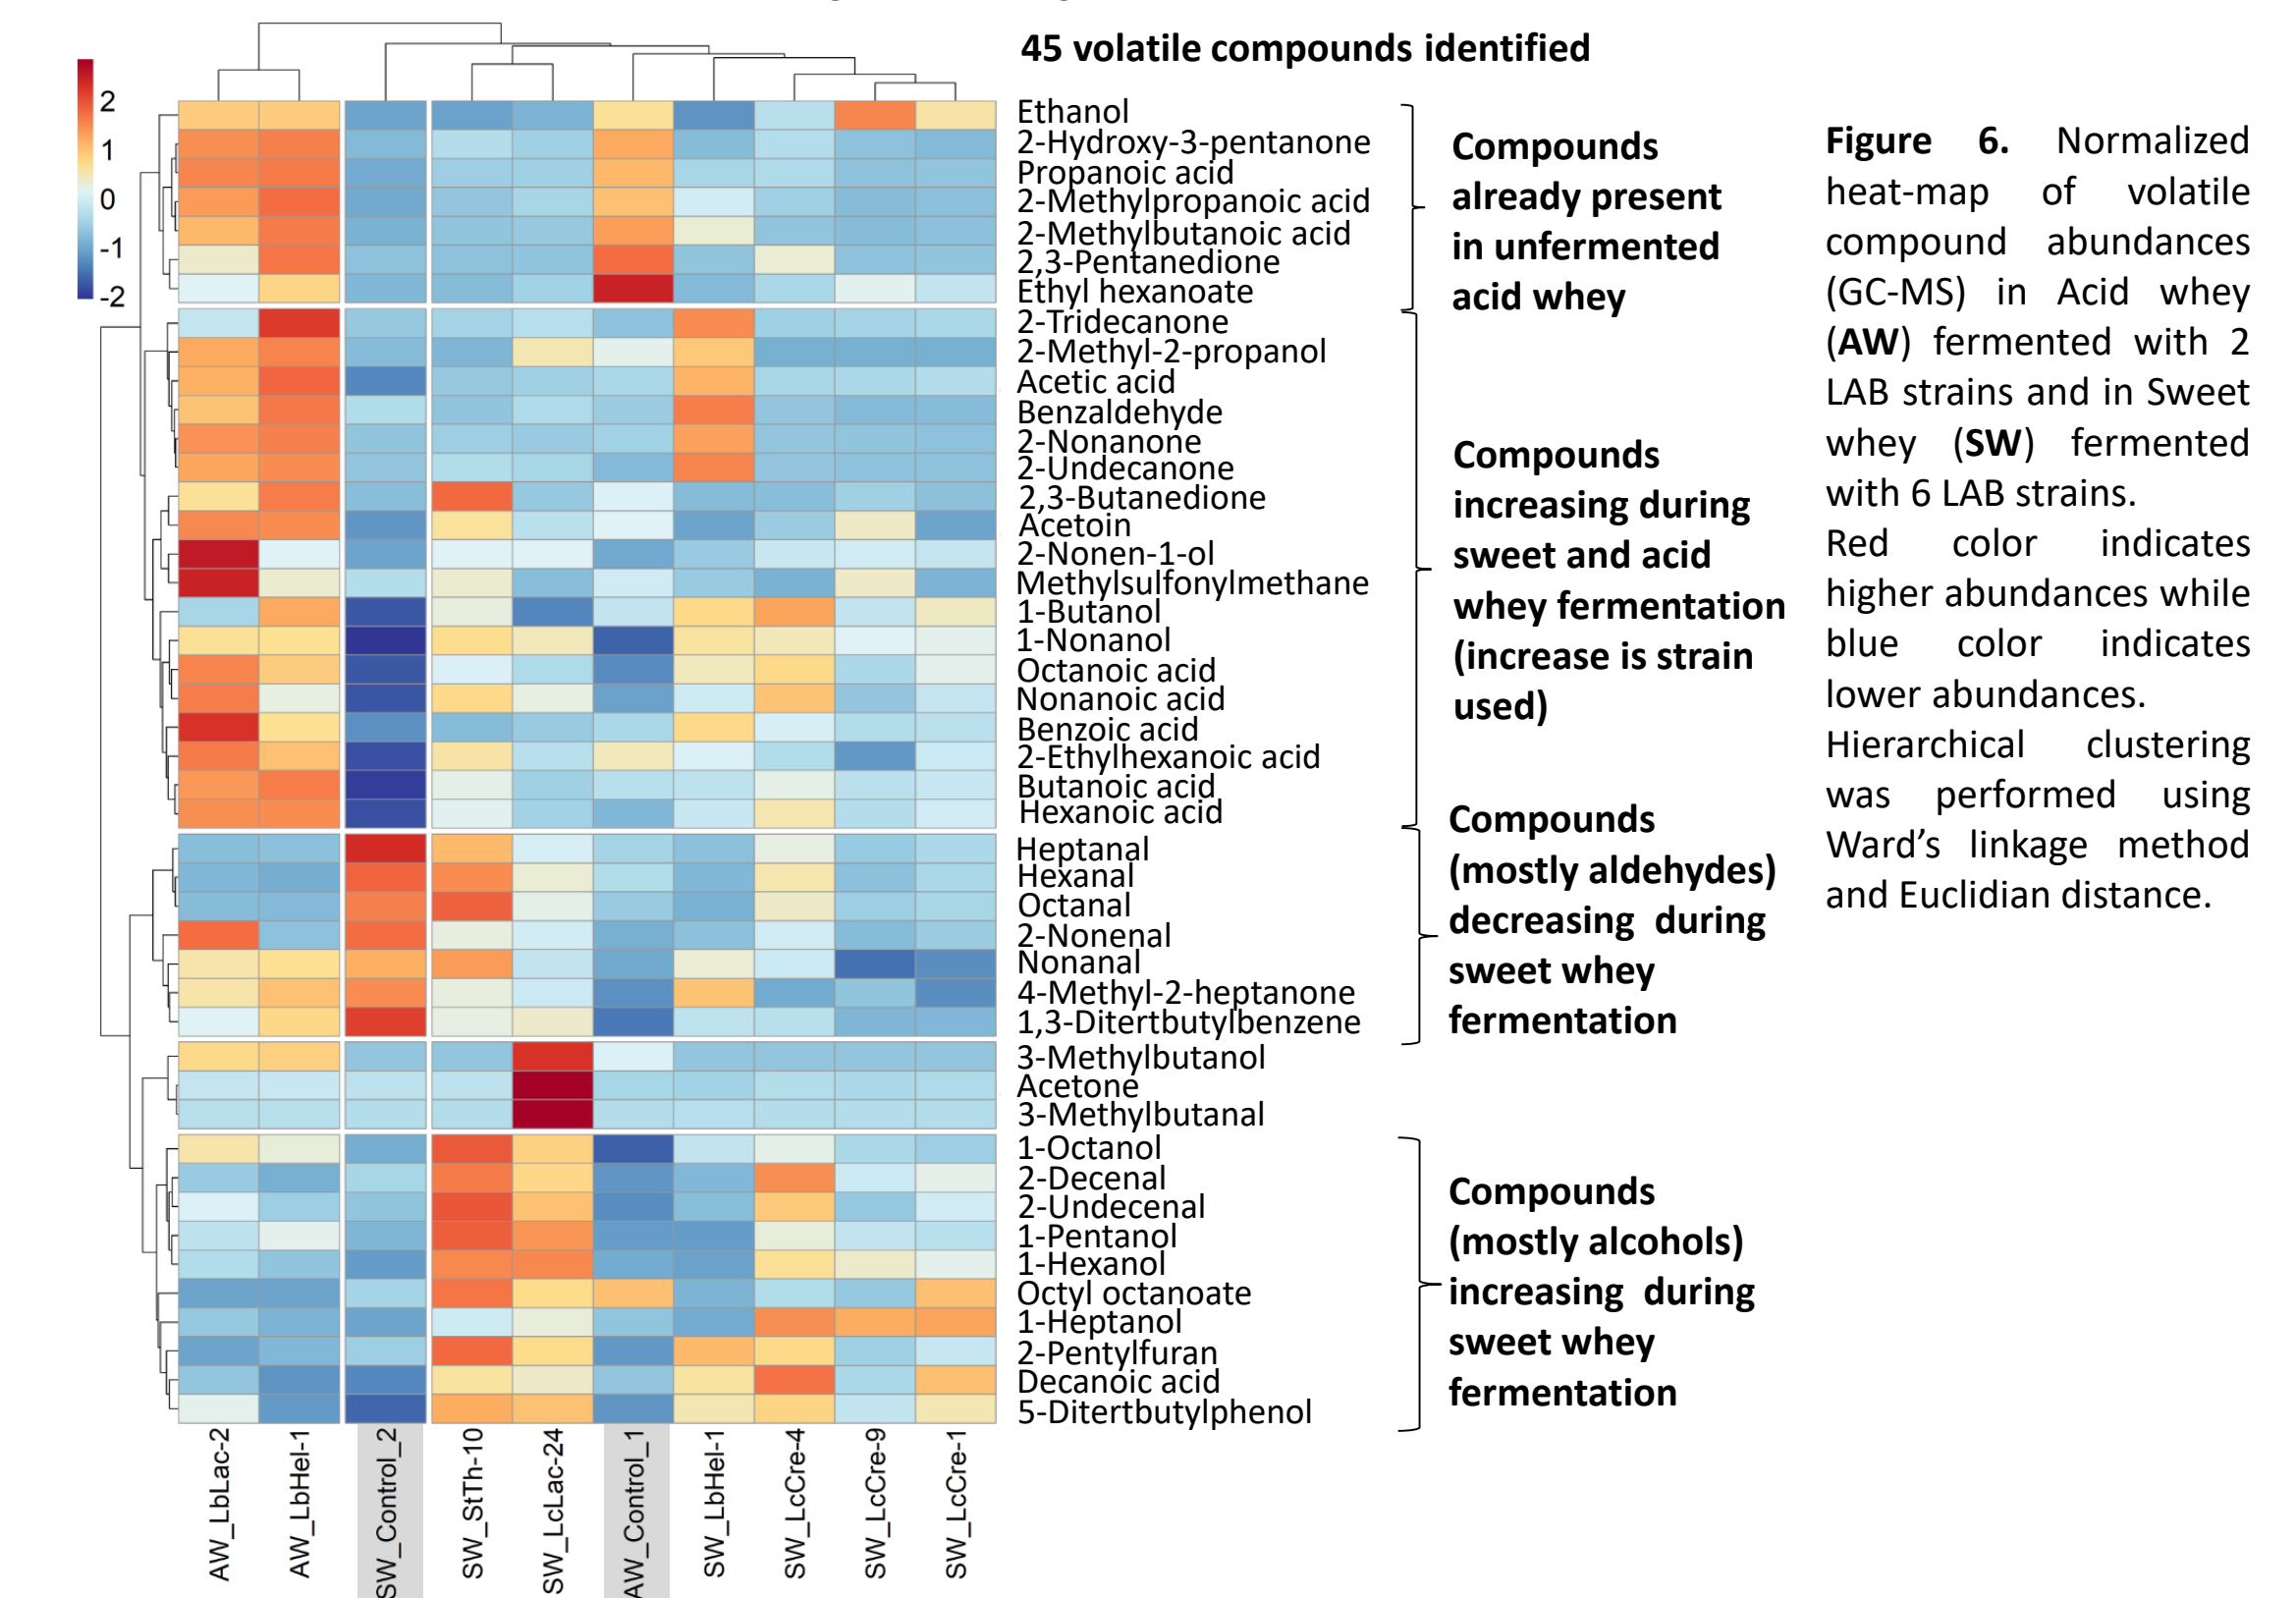 45 volatile compounds identified
2
1
0
-1
-2
Ethanol
2-Hydroxy-3-pentanone
Propanoic acid
2-Methylpropanoic acid
2-Methylbutanoic acid
2,3-Pentanedione
Ethyl hexanoate
2-Tridecanone
2-Methyl-2-propanol
Acetic acid
Benzaldehyde
2-Nonanone
2-Undecanone
2,3-Butanedione
Acetoin
2-Nonen-1-ol
Methylsulfonylmethane
1-Butanol
1-Nonanol
Octanoic acid
Nonanoic acid
Benzoic acid
2-Ethylhexanoic acid
Butanoic acid
Hexanoic acid
Heptanal
Hexanal
Octanal
2-Nonenal
Nonanal
4-Methyl-2-heptanone
1,3-Ditertbutylbenzene
3-Methylbutanol
Acetone
3-Methylbutanal
1-Octanol
2-Decenal
2-Undecenal
1-Pentanol
1-Hexanol
Octyl octanoate
1-Heptanol
2-Pentylfuran
Decanoic acid
5-Ditertbutylphenol
Compounds
already present
in unfermented
acid whey
Compounds
increasing during
sweet and acid
whey fermentation
(increase is strain
used)
Compounds
(mostly aldehydes)
decreasing during
sweet whey
fermentation
Compounds
(mostly alcohols)
increasing during
sweet whey
fermentation
Figure 6. Normalized
heat-map of volatile
compound abundances
(GC-MS) in Acid whey
(AW) fermented with 2
LAB strains and in Sweet
whey (SW) fermented
with 6 LAB strains.
Red color indicates
higher abundances while
blue color indicates
lower abundances.
Hierarchical clustering
was performed using
Ward's linkage method
and Euclidian distance.
AW_LbLac-2
AW_LbHel-1
SW_Control_2
SW_StTh-10
SW_LcLac-24
AW_Control_1
SW_LbHel-1
SW_LcCre-4
SW_LcCre-9
SW_LcCre-1